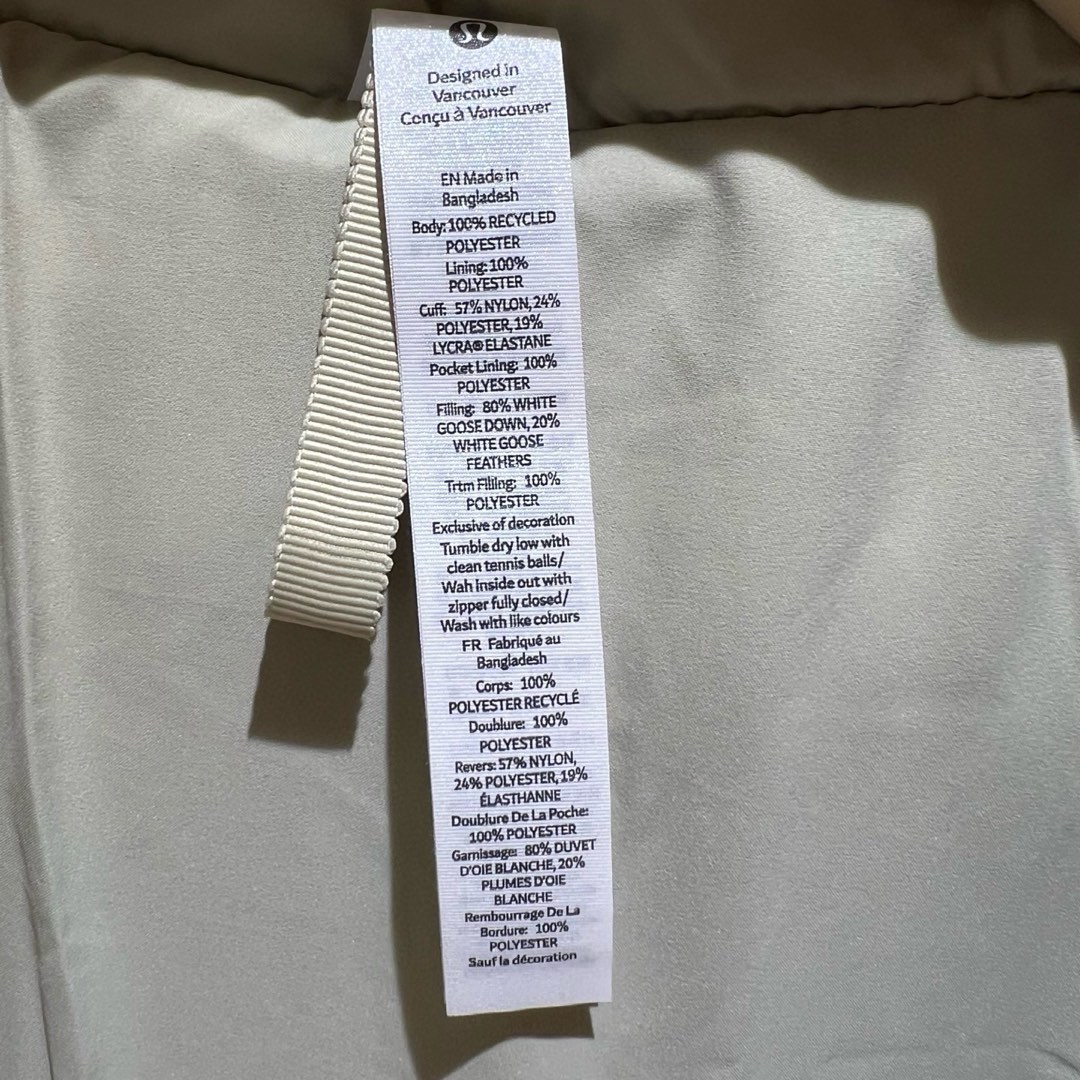 Designed in
Vancouver
Conçu à Vancouver
EN Made in
Bangladesh
Body: 100% RECYCLED
POLYESTER
Lining: 100%
POLYESTER
Cuff: 57% NYLON, 24%
POLYESTER, 19%
LYCRA® ELASTANE
Pocket Lining: 100%
POLYESTER
Filling: 80% WHITE
GOOSE DOWN, 20%
WHITE GOOSE
FEATHERS
Trtm Filling: 100%
POLYESTER
Exclusive of decoration
Tumble dry low with
clean tennis balls/
Wah inside out with
zipper fully closed/
Wash with like colours
FR Fabriqué au
Bangladesh
Corps: 100%
POLYESTER RECYCLÉ
Doublure: 100%
POLYESTER
Revers: 57% NYLON,
24% POLYESTER, 19%
ÉLASTHANNE
Doublure De La Poche:
100% POLYESTER
Garnissage: 80% DUVET
D'OIE BLANCHE, 20%
PLUMES D'OIE
BLANCHE
Rembourrage De La
Bordure: 100%
POLYESTER
Sauf la décoration